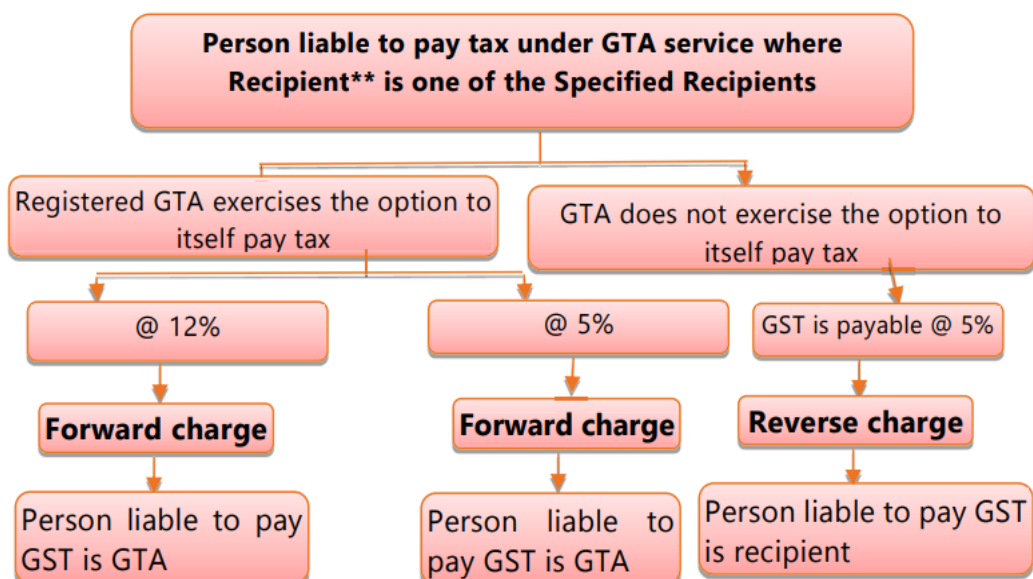 Person liable to pay tax under GTA service where
Recipient** is one of the Specified Recipients
Registered GTA exercises the option to
itself pay tax
GTA does not exercise the option to
itself pay tax
@ 12%
@ 5%
GST is payable @ 5%
Forward charge
Forward charge
Reverse charge
Person liable to pay
GST is GTA
Person liable to
pay GST is GTA
Person liable to pay GST
is recipient